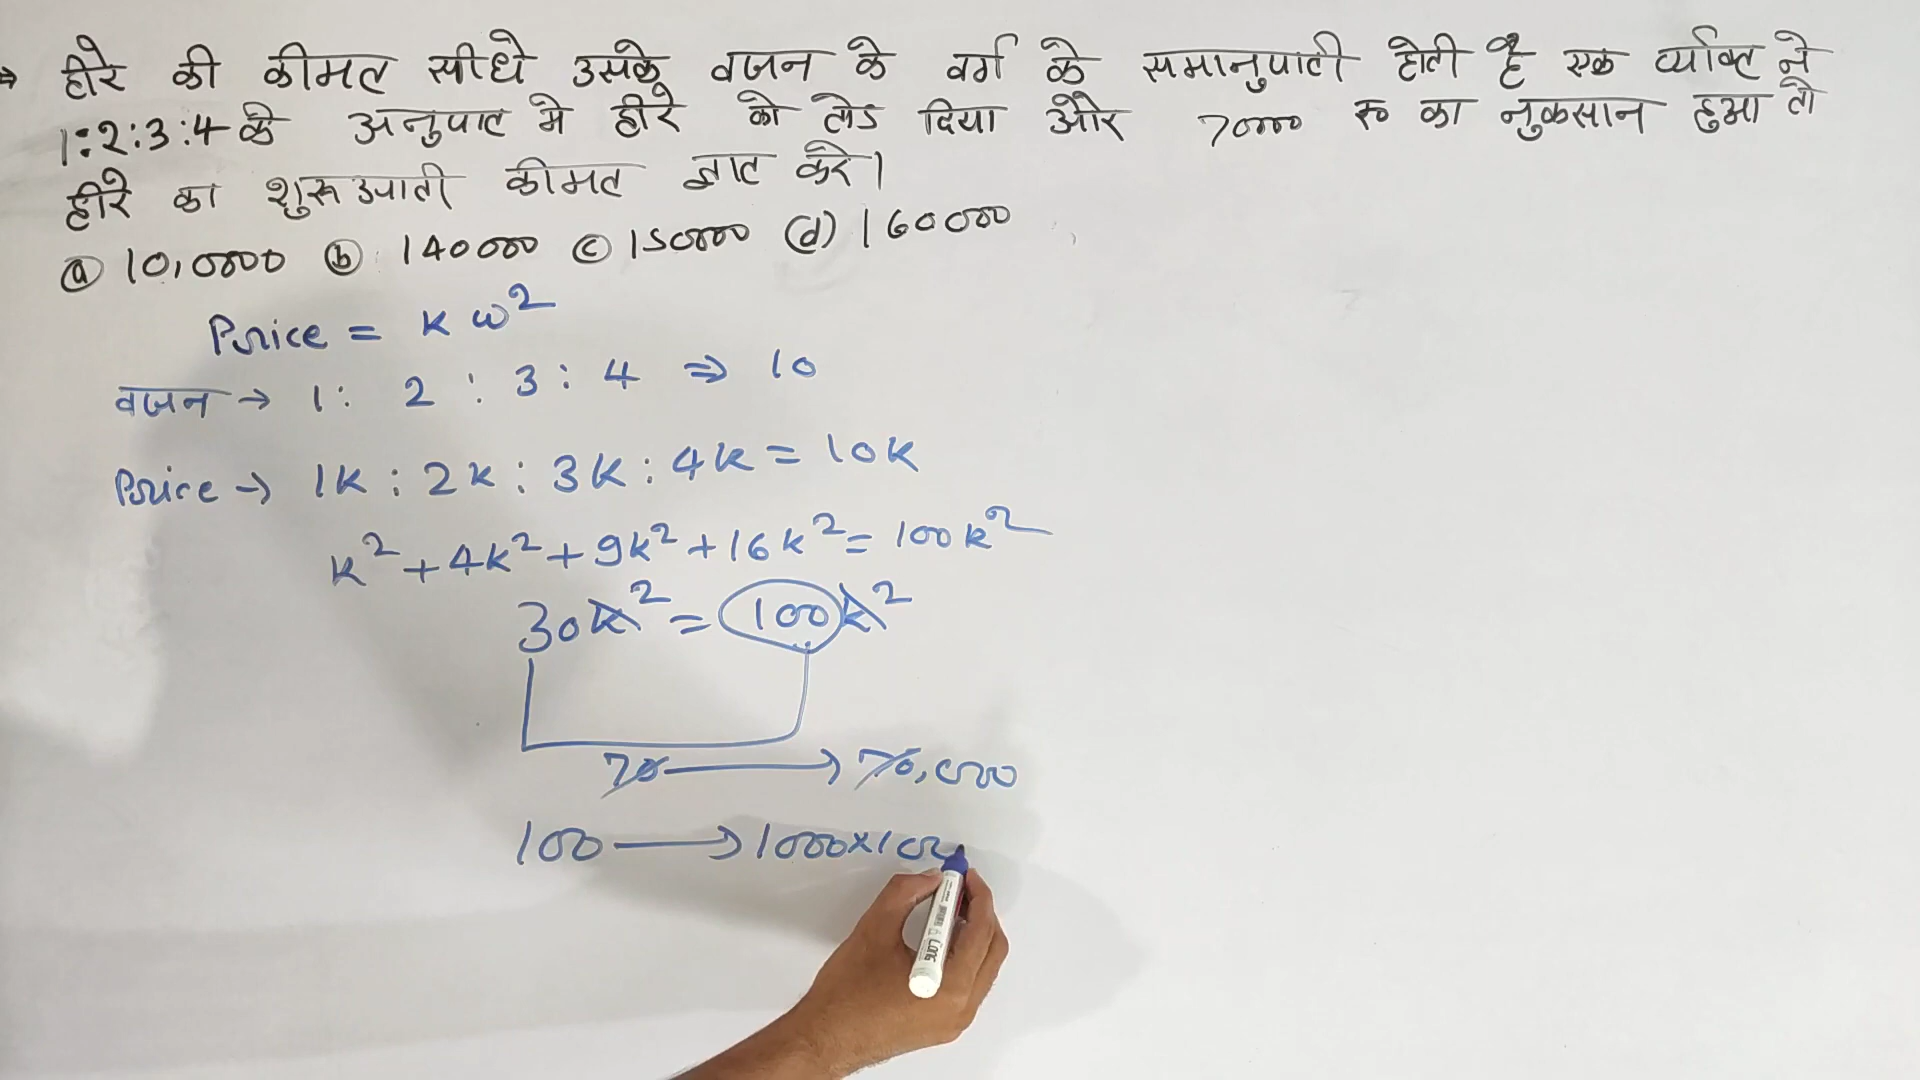 ⇒ हीरे की कीमत सीधे उसके वजन के वर्ग के समानुपाती होती है एक व्यक्ति ने
1:2:3:4 के अनुपात मे हीरे को तोड दिया और 70000 रू का नुकसान हुआ तो
हीरे का शुरूआती कीमत ज्ञात करे।
ⓐ 10,0000 ⓑ 140000 ⓒ 150000 (d) 160000
Price = K ω²
वजन → 1: 2 : 3 : 4 ⇒ 10
Price → 1K : 2K : 3K : 4K = 10K
K² + 4K² + 9K² + 16K² = 100K²
30K² = 100K²
70 → 70,000
100 → 1000×100